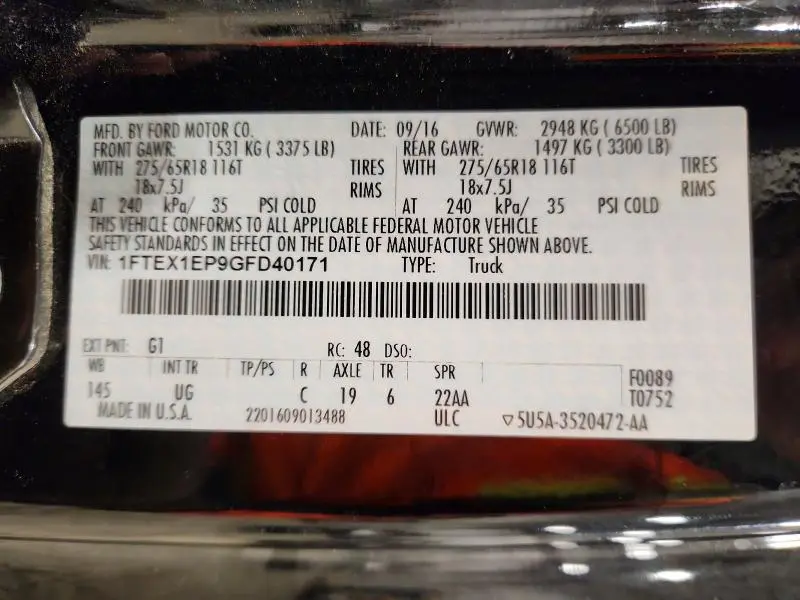 MFD. BY FORD MOTOR CO. DATE: 09/16 GVWR: 2948 KG ( 6500 LB)
FRONT GAWR: 1531 KG ( 3375 LB) REAR GAWR: 1497 KG ( 3300 LB)
WITH 275/65R18 116T TIRES WITH 275/65R18 116T TIRES
18x7.5J RIMS 18x7.5J RIMS
AT 240 kPa/ 35 PSI COLD AT 240 kPa/ 35 PSI COLD
THIS VEHICLE CONFORMS TO ALL APPLICABLE FEDERAL MOTOR VEHICLE
SAFETY STANDARDS IN EFFECT ON THE DATE OF MANUFACTURE SHOWN ABOVE.
VIN: 1FTEX1EP9GFD40171 TYPE: Truck
EXT PNT: G1 RC: 48 DSO:
WB INT TR TP/PS R AXLE TR SPR F0089
145 UG C 19 6 22AA T0752
MADE IN U.S.A. 2201609013488 ULC ▽5U5A-3520472-AA